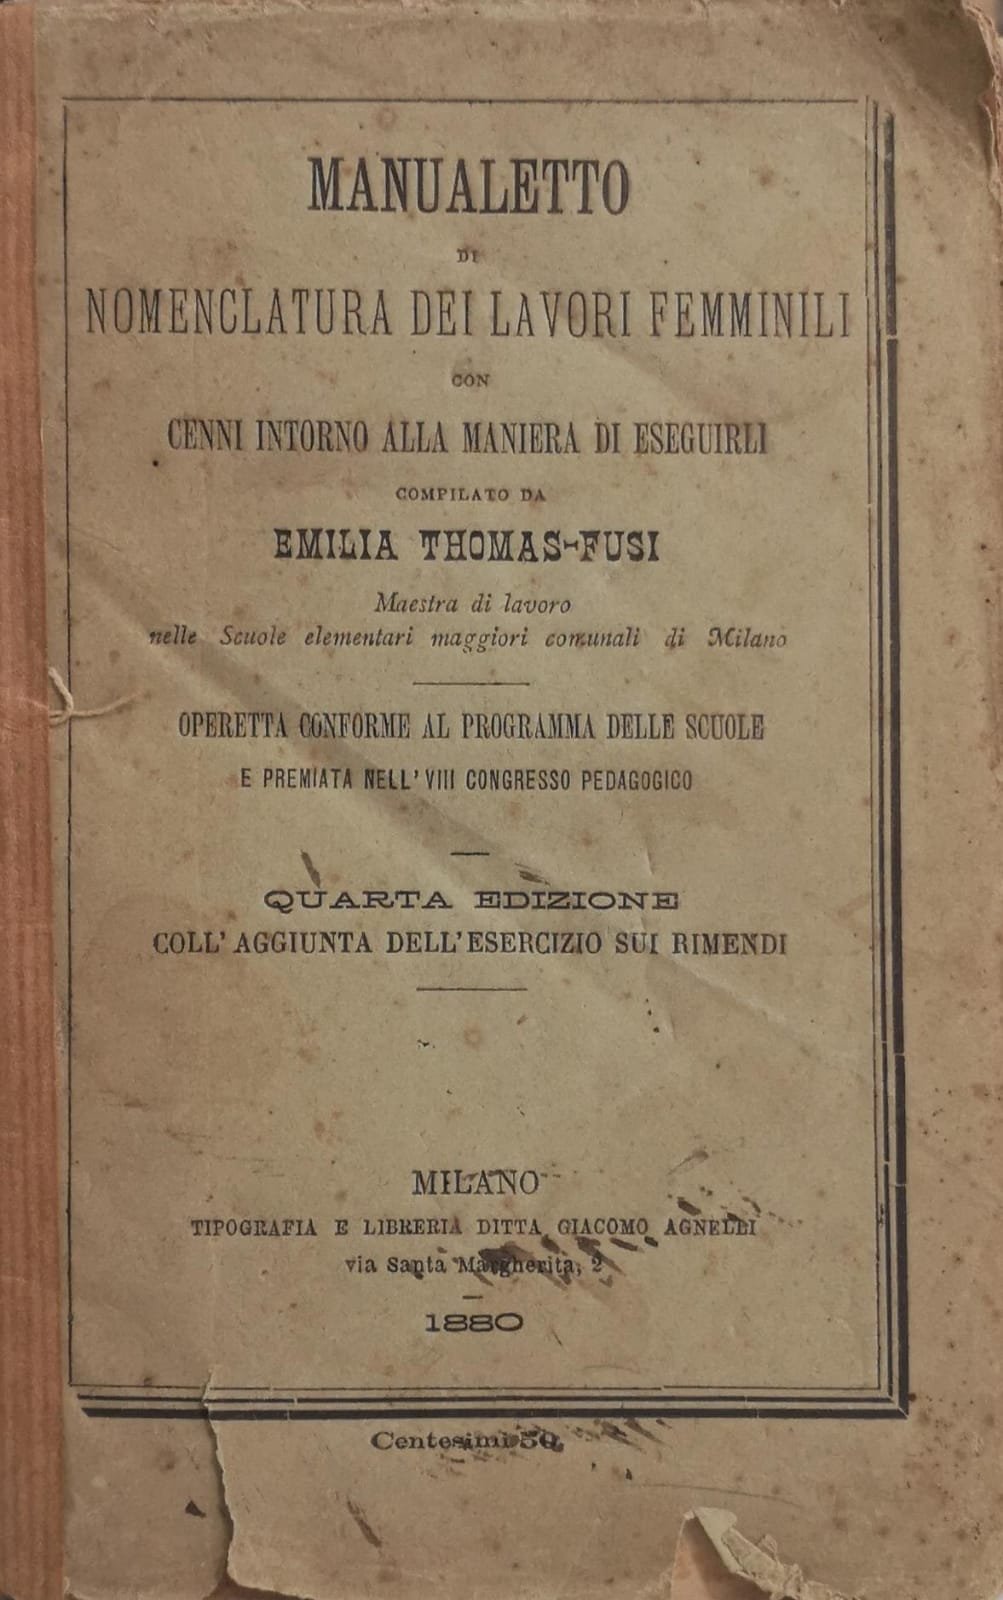 MANUALETTO
DI
NOMENCLATURA DEI LAVORI FEMMINILI
CON
CENNI INTORNO ALLA MANIERA DI ESEGUIRLI
COMPILATO DA
EMILIA THOMAS-FUSI
Maestra di lavoro
nelle Scuole elementari maggiori comunali di Milano
OPERETTA CONFORME AL PROGRAMMA DELLE SCUOLE
E PREMIATA NELL'VIII CONGRESSO PEDAGOGICO
QUARTA EDIZIONE
COLL'AGGIUNTA DELL'ESERCIZIO SUI RIMENDI
MILANO
TIPOGRAFIA E LIBRERIA DITTA GIACOMO AGNELLI
via Santa Margherita, 2
1880
Centesimi 50.